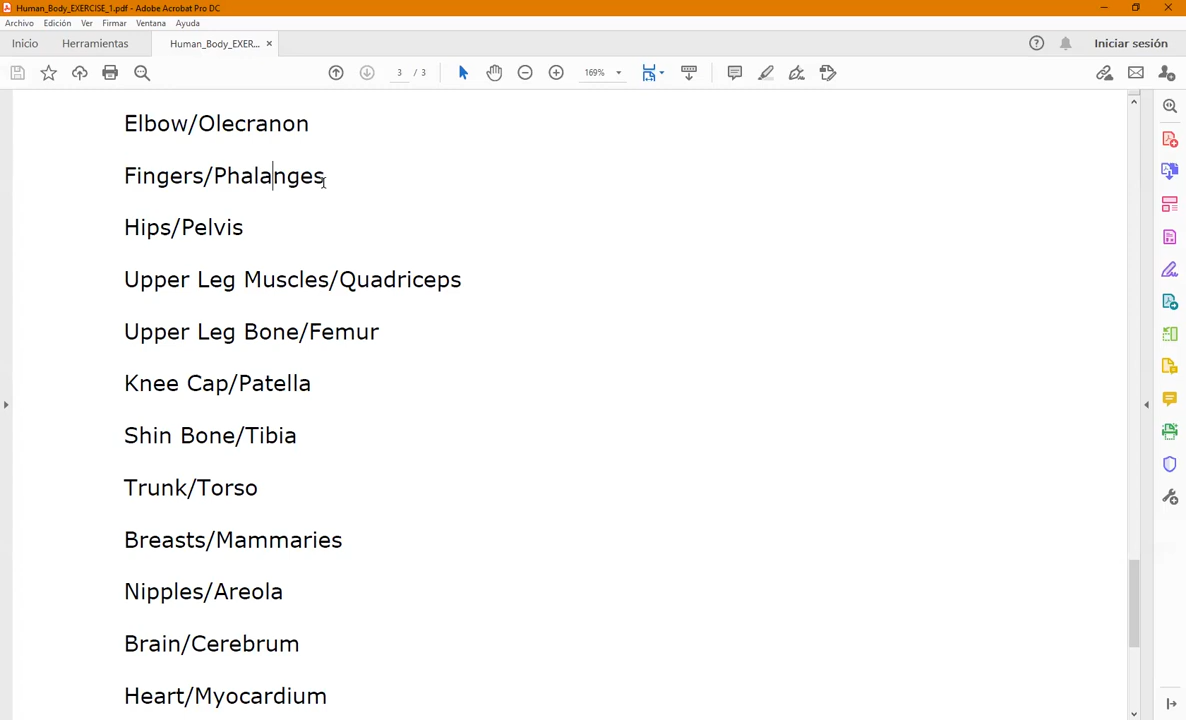 Human_Body_EXERCISE_1.pdf - Adobe Acrobat Pro DC
Archivo Edición Ver Firmar Ventana Ayuda
Inicio Herramientas Human_Body_EXER... × Iniciar sesión
3 / 3 169%
Elbow/Olecranon
Fingers/Phalanges
Hips/Pelvis
Upper Leg Muscles/Quadriceps
Upper Leg Bone/Femur
Knee Cap/Patella
Shin Bone/Tibia
Trunk/Torso
Breasts/Mammaries
Nipples/Areola
Brain/Cerebrum
Heart/Myocardium